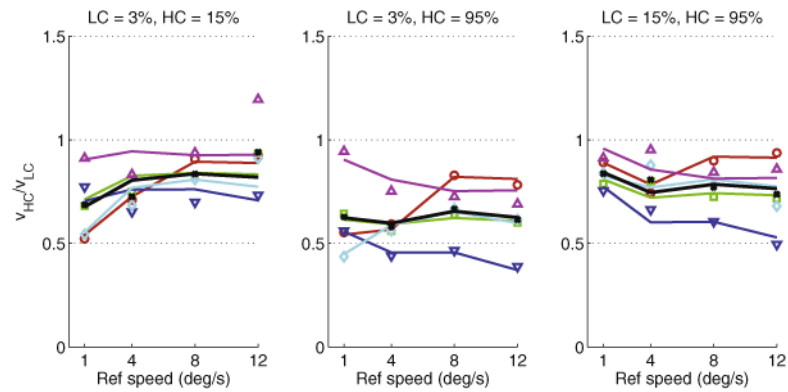 LC = 3%, HC = 15%
LC = 3%, HC = 95%
LC = 15%, HC = 95%
v_HC/v_LC
1.5
1
0.5
0
1 4 8 12
Ref speed (deg/s)
1.5
1
0.5
0
1 4 8 12
Ref speed (deg/s)
1.5
1
0.5
0
1 4 8 12
Ref speed (deg/s)